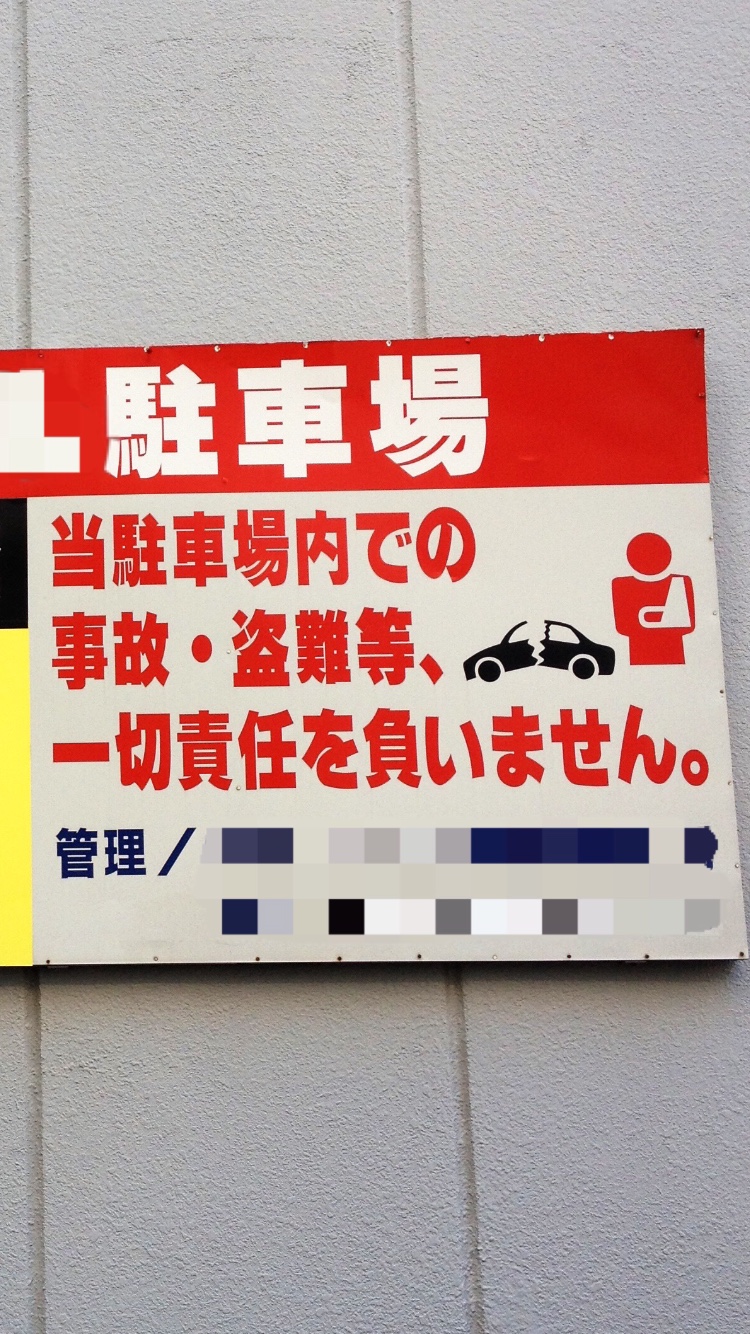 駐車場
当駐車場内での
事故・盗難等、
一切責任を負いません。
管理／